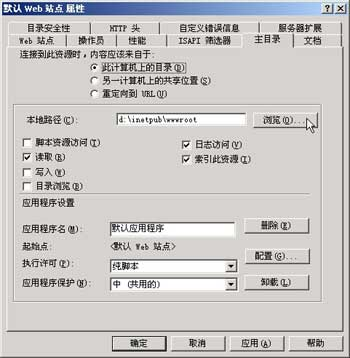 默认 Web 站点 属性
目录安全性 HTTP 头 自定义错误信息 服务器扩展
Web 站点 操作员 性能 ISAPI 筛选器 主目录 文档
连接到此资源时，内容应该来自于:
此计算机上的目录(D)
另一计算机上的共享位置(S)
重定向到 URL(U)
本地路径(C): d:\inetpub\wwwroot 浏览(O)...
脚本资源访问(T) 日志访问(V)
读取(R) 索引此资源(I)
写入(W)
目录浏览(B)
应用程序设置
应用程序名(M): 默认应用程序 删除(E)
起始点: <默认 Web 站点>
配置(G)...
执行许可(P): 纯脚本
应用程序保护(N): 中 (共用的) 卸载(L)
确定 取消 应用(A) 帮助